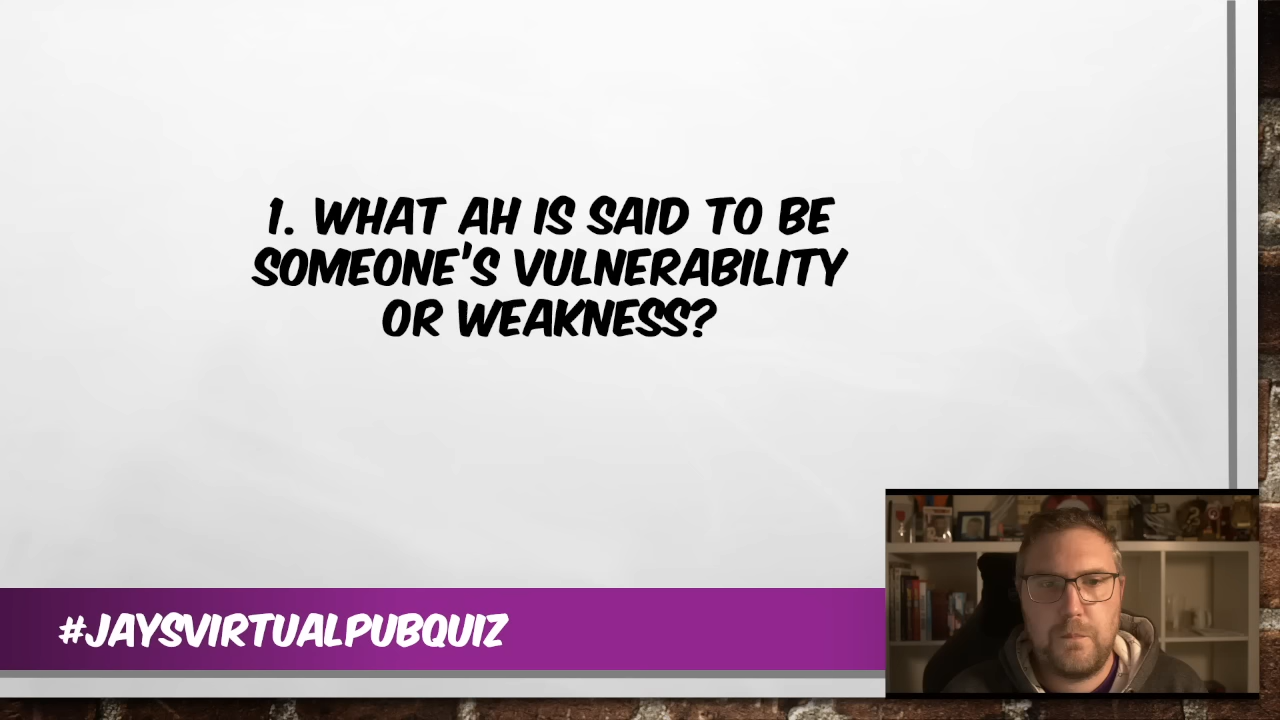 1. WHAT AH IS SAID TO BE
SOMEONE'S VULNERABILITY
OR WEAKNESS?
#JAYSVIRTUALPUBQUIZ